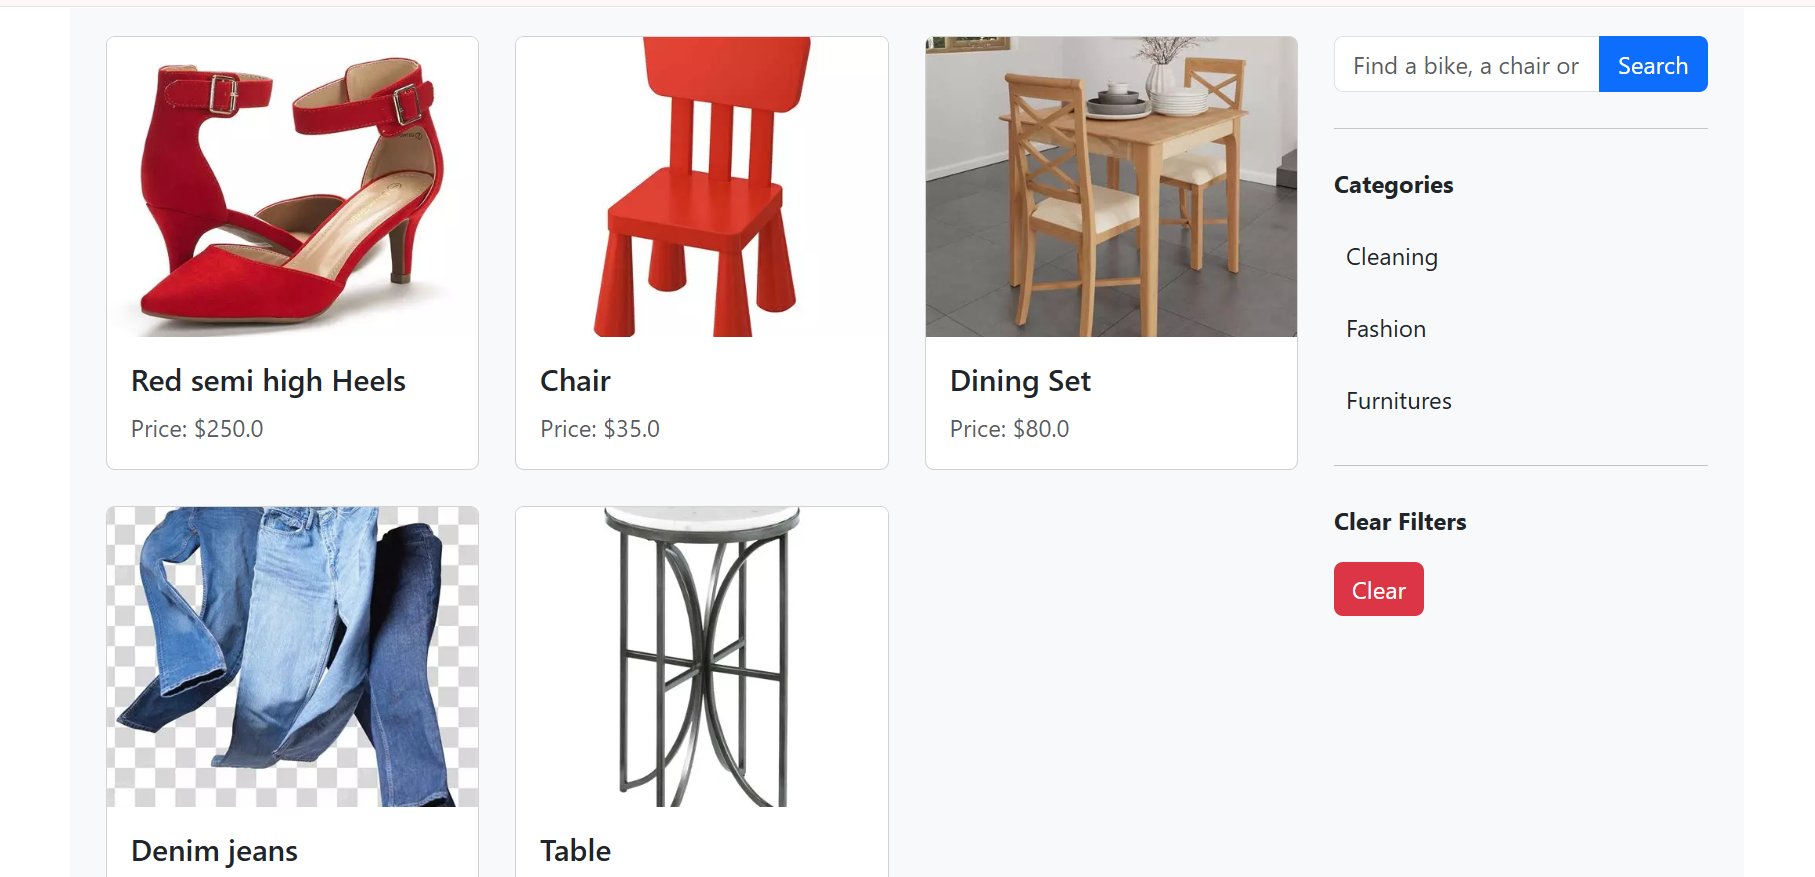 Red semi high Heels
Price: $250.0
Chair
Price: $35.0
Dining Set
Price: $80.0
Denim jeans
Table
Find a bike, a chair or
Search
Categories
Cleaning
Fashion
Furnitures
Clear Filters
Clear